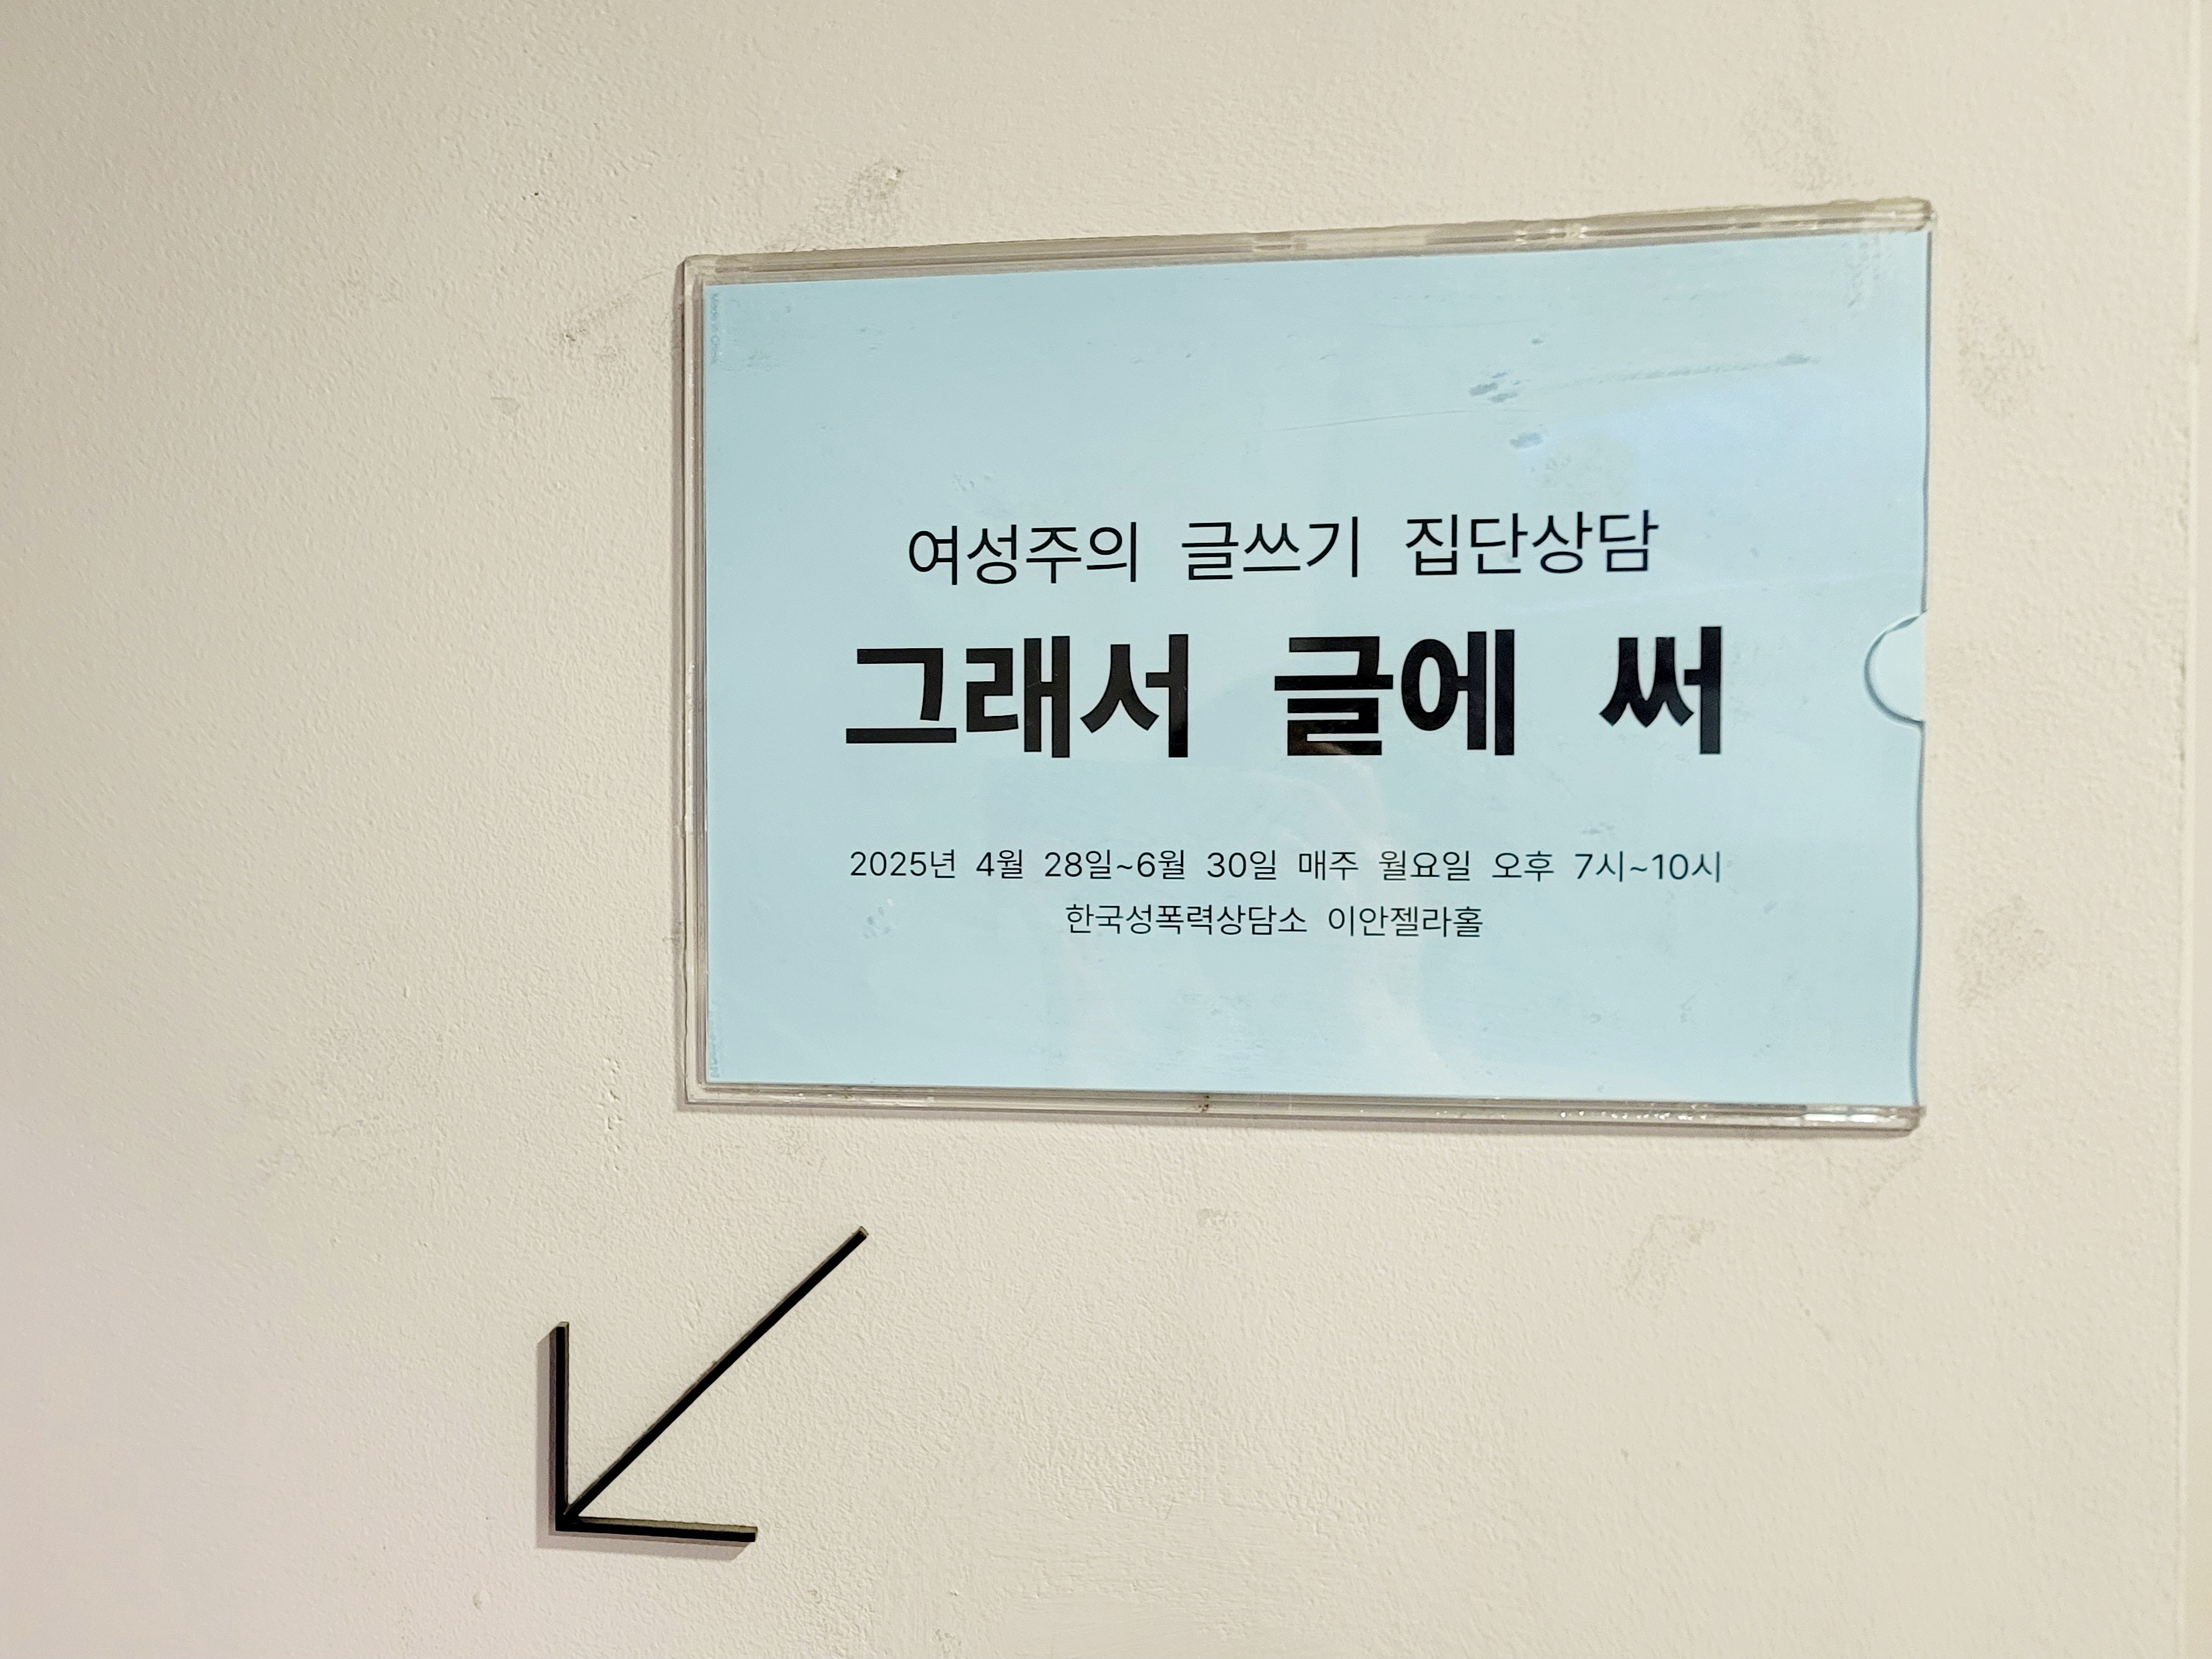 여성주의 글쓰기 집단상담
그래서 글에 써
2025년 4월 28일~6월 30일 매주 월요일 오후 7시~10시
한국성폭력상담소 이안젤라홀